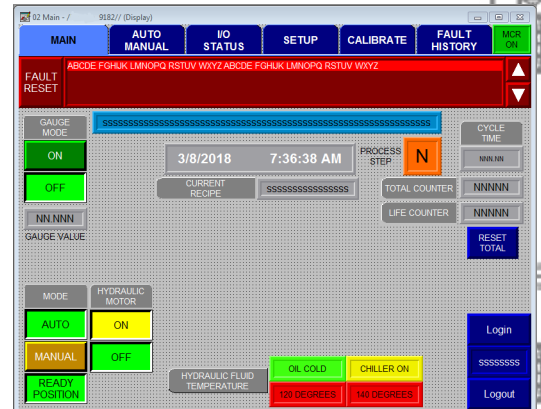 02 Main - / 9182// (Display)
MAIN
AUTO
MANUAL
I/O
STATUS
SETUP
CALIBRATE
FAULT
HISTORY
MCR
ON
FAULT
RESET
ABCDE FGHIJK LMNOPQ RSTUV WXYZ ABCDE FGHIJK LMNOPQ RSTUV WXYZ
GAUGE
MODE
SSSSSSSSSSSSSSSSSSSSSSSSSSSSSSSSSSSSSSSSSSSSSSSSSSSSSSSS
CYCLE
TIME
ON
3/8/2018 7:36:38 AM
PROCESS
STEP
N
NNN.NN
OFF
CURRENT
RECIPE
SSSSSSSSSSSSSSSS
TOTAL COUNTER
NNNNN
NN.NNN
LIFE COUNTER
NNNNN
GAUGE VALUE
RESET
TOTAL
MODE
HYDRAULIC
MOTOR
AUTO
ON
Login
MANUAL
OFF
OIL COLD
CHILLER ON
SSSSSSSS
READY
POSITION
HYDRAULIC FLUID
TEMPERATURE
120 DEGREES
140 DEGREES
Logout